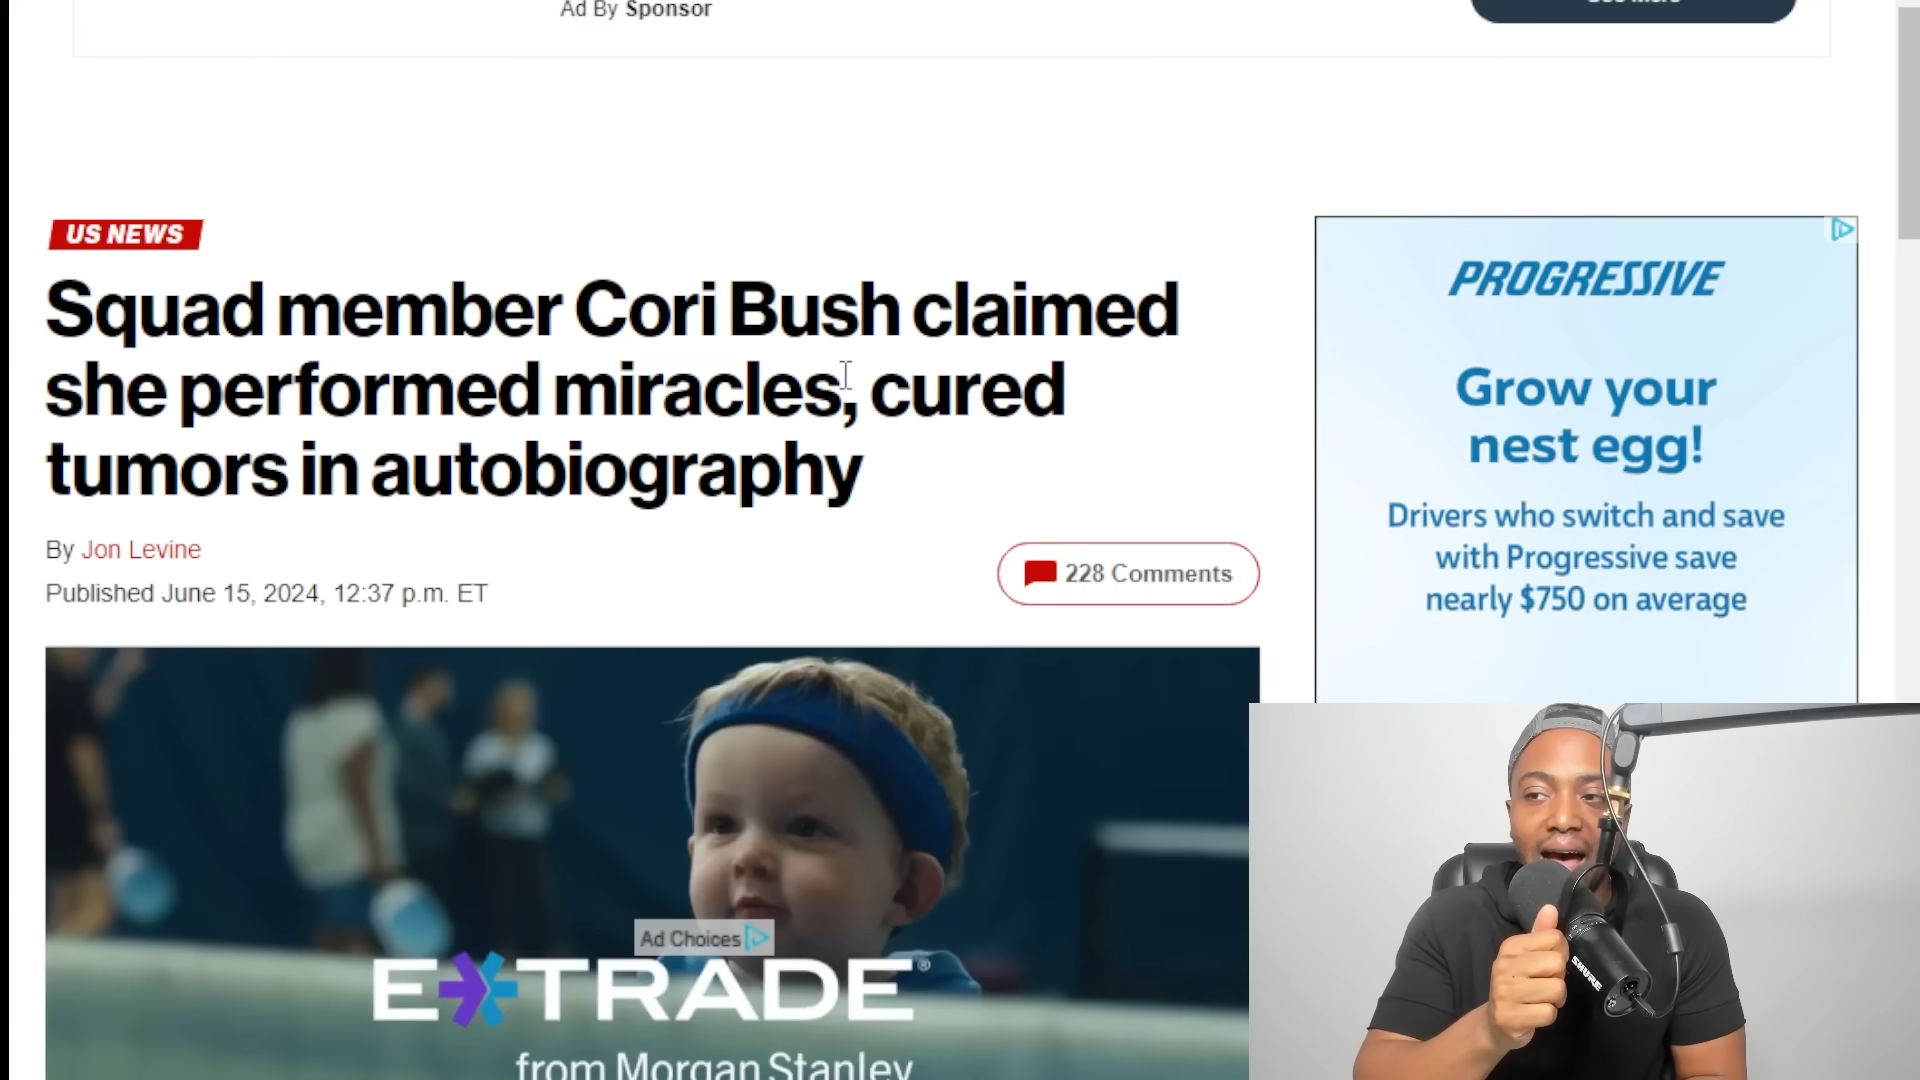 Ad By Sponsor
US NEWS
Squad member Cori Bush claimed
she performed miracles, cured
tumors in autobiography
By Jon Levine
Published June 15, 2024, 12:37 p.m. ET
228 Comments
PROGRESSIVE
Grow your
nest egg!
Drivers who switch and save
with Progressive save
nearly $750 on average
Ad Choices
E*TRADE®
from Morgan Stanley
SHURE